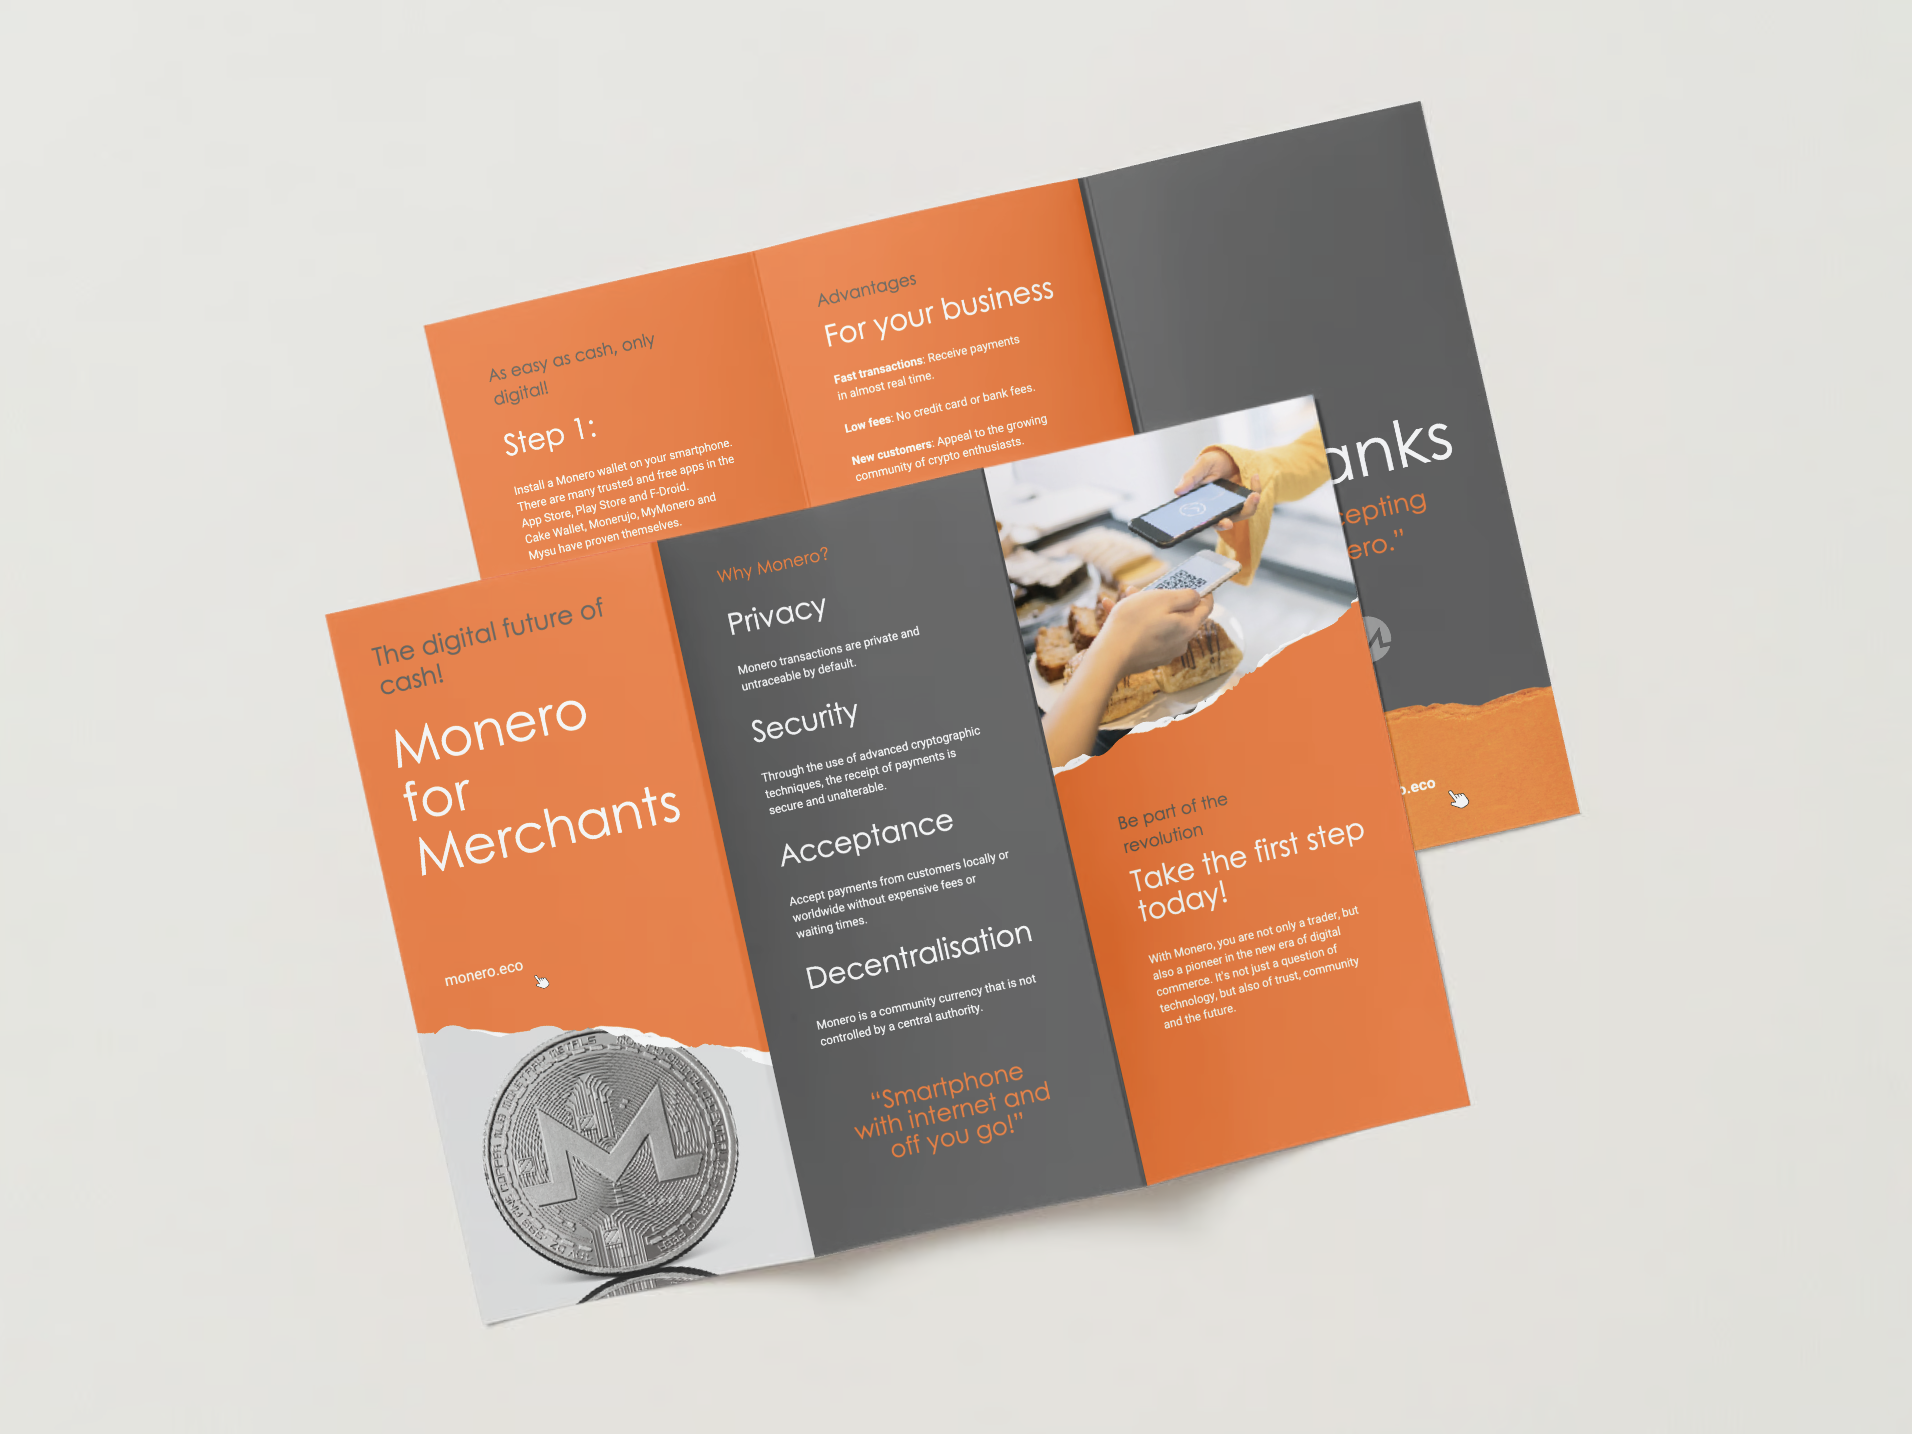 As easy as cash, only
digital!
Step 1:
Install a Monero wallet on your smartphone.
There are many trusted and free apps in the
App Store, Play Store and F-Droid.
Cake Wallet, Monerujo, MyMonero and
Mysu have proven themselves.
Advantages
For your business
Fast transactions: Receive payments
in almost real time.
Low fees: No credit card or bank fees.
New customers: Appeal to the growing
community of crypto enthusiasts.
anks
epting
ero.”
o.eco
The digital future of
cash!
Monero
for
Merchants
monero.eco
Why Monero?
Privacy
Monero transactions are private and
untraceable by default.
Security
Through the use of advanced cryptographic
techniques, the receipt of payments is
secure and unalterable.
Acceptance
Accept payments from customers locally or
worldwide without expensive fees or
waiting times.
Decentralisation
Monero is a community currency that is not
controlled by a central authority.
“Smartphone
with internet and
off you go!”
Be part of the
revolution
Take the first step
today!
With Monero, you are not only a trader, but
also a pioneer in the new era of digital
commerce. It's not just a question of
technology, but also of trust, community
and the future.